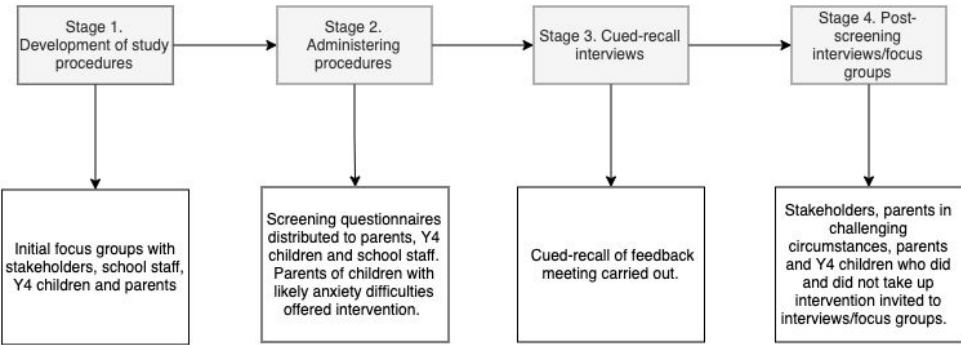 Stage 1.
Development of study
procedures
Stage 2.
Administering
procedures
Stage 3. Cued-recall
interviews
Stage 4. Post-
screening
interviews/focus
groups
Initial focus groups with
stakeholders, school staff,
Y4 children and parents
Screening questionnaires
distributed to parents, Y4
children and school staff.
Parents of children with
likely anxiety difficulties
offered intervention.
Cued-recall of feedback
meeting carried out.
Stakeholders, parents in
challenging
circumstances, parents
and Y4 children who did
and did not take up
intervention invited to
interviews/focus groups.